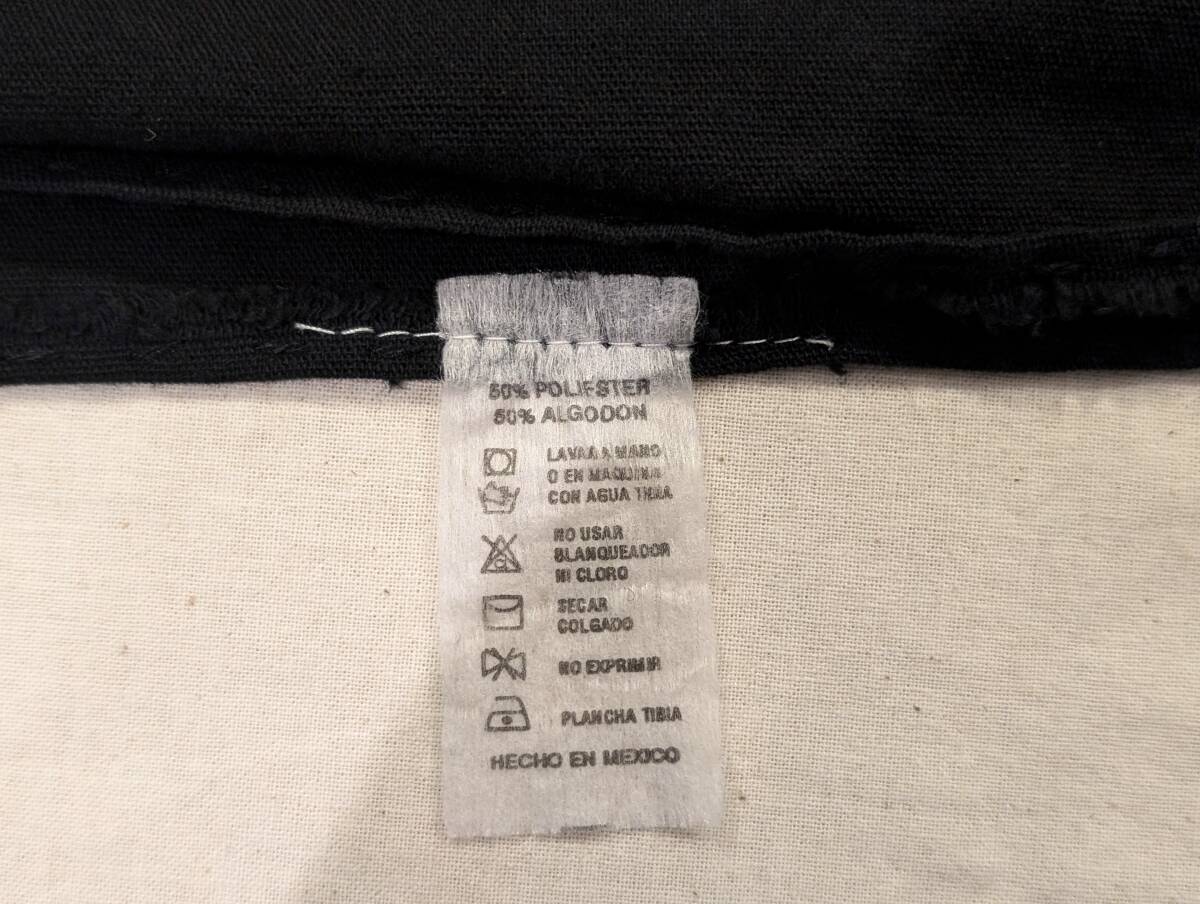 50% POLIESTER
50% ALGODON
LAVAR A MANO
O EN MAQUINA
CON AGUA TIBIA
NO USAR
BLANQUEADOR
NI CLORO
SECAR
COLGADO
NO EXPRIMIR
PLANCHA TIBIA
HECHO EN MEXICO